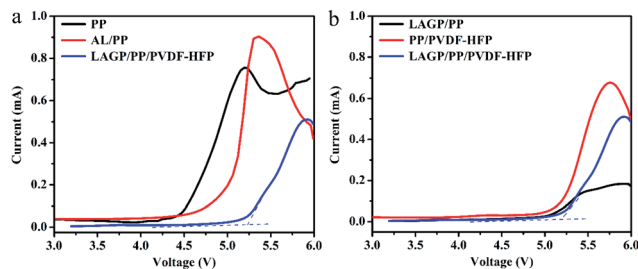 a
PP
AL/PP
LAGP/PP/PVDF-HFP
Current (mA)
1.0
0.8
0.6
0.4
0.2
0.0
3.0 3.5 4.0 4.5 5.0 5.5 6.0
Voltage (V)
b
LAGP/PP
PP/PVDF-HFP
LAGP/PP/PVDF-HFP
Current (mA)
1.0
0.8
0.6
0.4
0.2
0.0
3.0 3.5 4.0 4.5 5.0 5.5 6.0
Voltage (V)